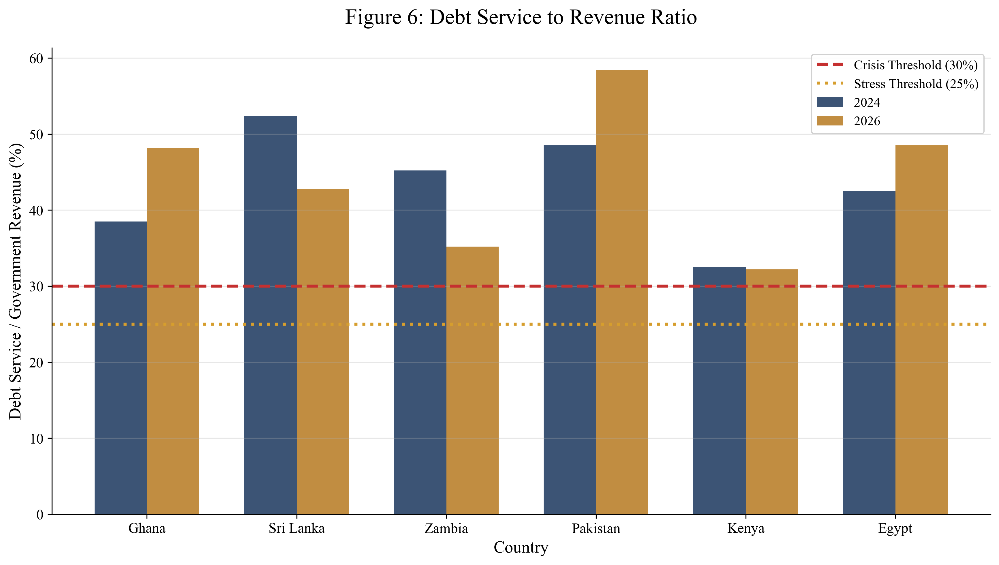 Figure 6: Debt Service to Revenue Ratio
Crisis Threshold (30%)
Stress Threshold (25%)
2024
2026
Debt Service / Government Revenue (%)
60
50
40
30
20
10
0
Ghana
Sri Lanka
Zambia
Pakistan
Kenya
Egypt
Country